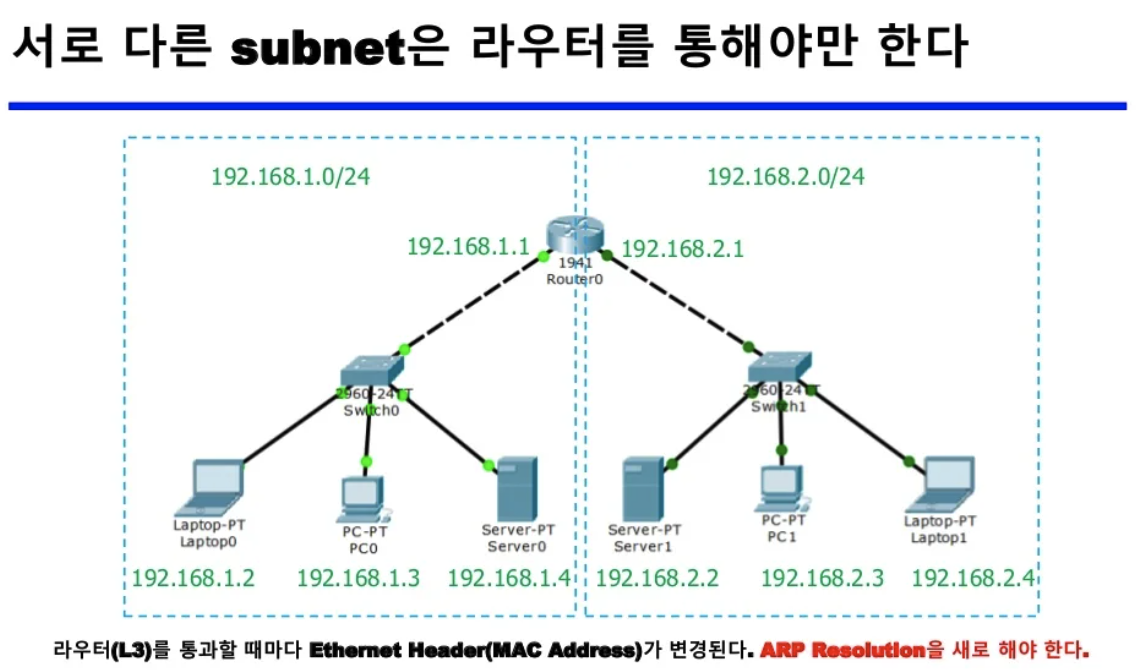 서로 다른 subnet은 라우터를 통해야만 한다
192.168.1.0/24
192.168.2.0/24
192.168.1.1
192.168.2.1
1941
Router0
2960-24TT
Switch0
2960-24TT
Switch1
Laptop-PT
Laptop0
PC-PT
PC0
Server-PT
Server0
Server-PT
Server1
PC-PT
PC1
Laptop-PT
Laptop1
192.168.1.2
192.168.1.3
192.168.1.4
192.168.2.2
192.168.2.3
192.168.2.4
라우터(L3)를 통과할 때마다 Ethernet Header(MAC Address)가 변경된다. ARP Resolution을 새로 해야 한다.